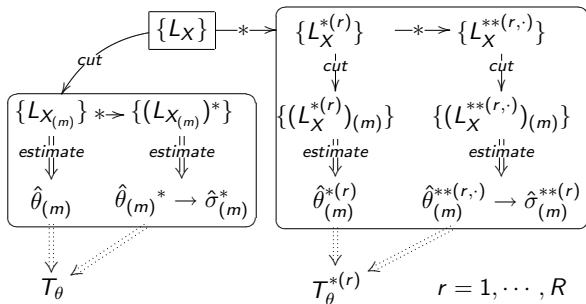 {L_X} —*→ {L_X^{*(r)}} —*→ {L_X^{**(r,·)}}
cut cut cut
{L_{X_{(m)}}} *→ {(L_{X_{(m)}})^*} {(L_X^{*(r)})_{(m)}} {(L_X^{**(r,·)})_{(m)}}
estimate estimate estimate estimate
θ̂_{(m)} θ̂_{(m)}^* → σ̂_{(m)}^* θ̂_{(m)}^{*(r)} θ̂_{(m)}^{**(r,·)} → σ̂_{(m)}^{**(r)}
T_θ T_θ^{*(r)} r = 1, ⋯ , R